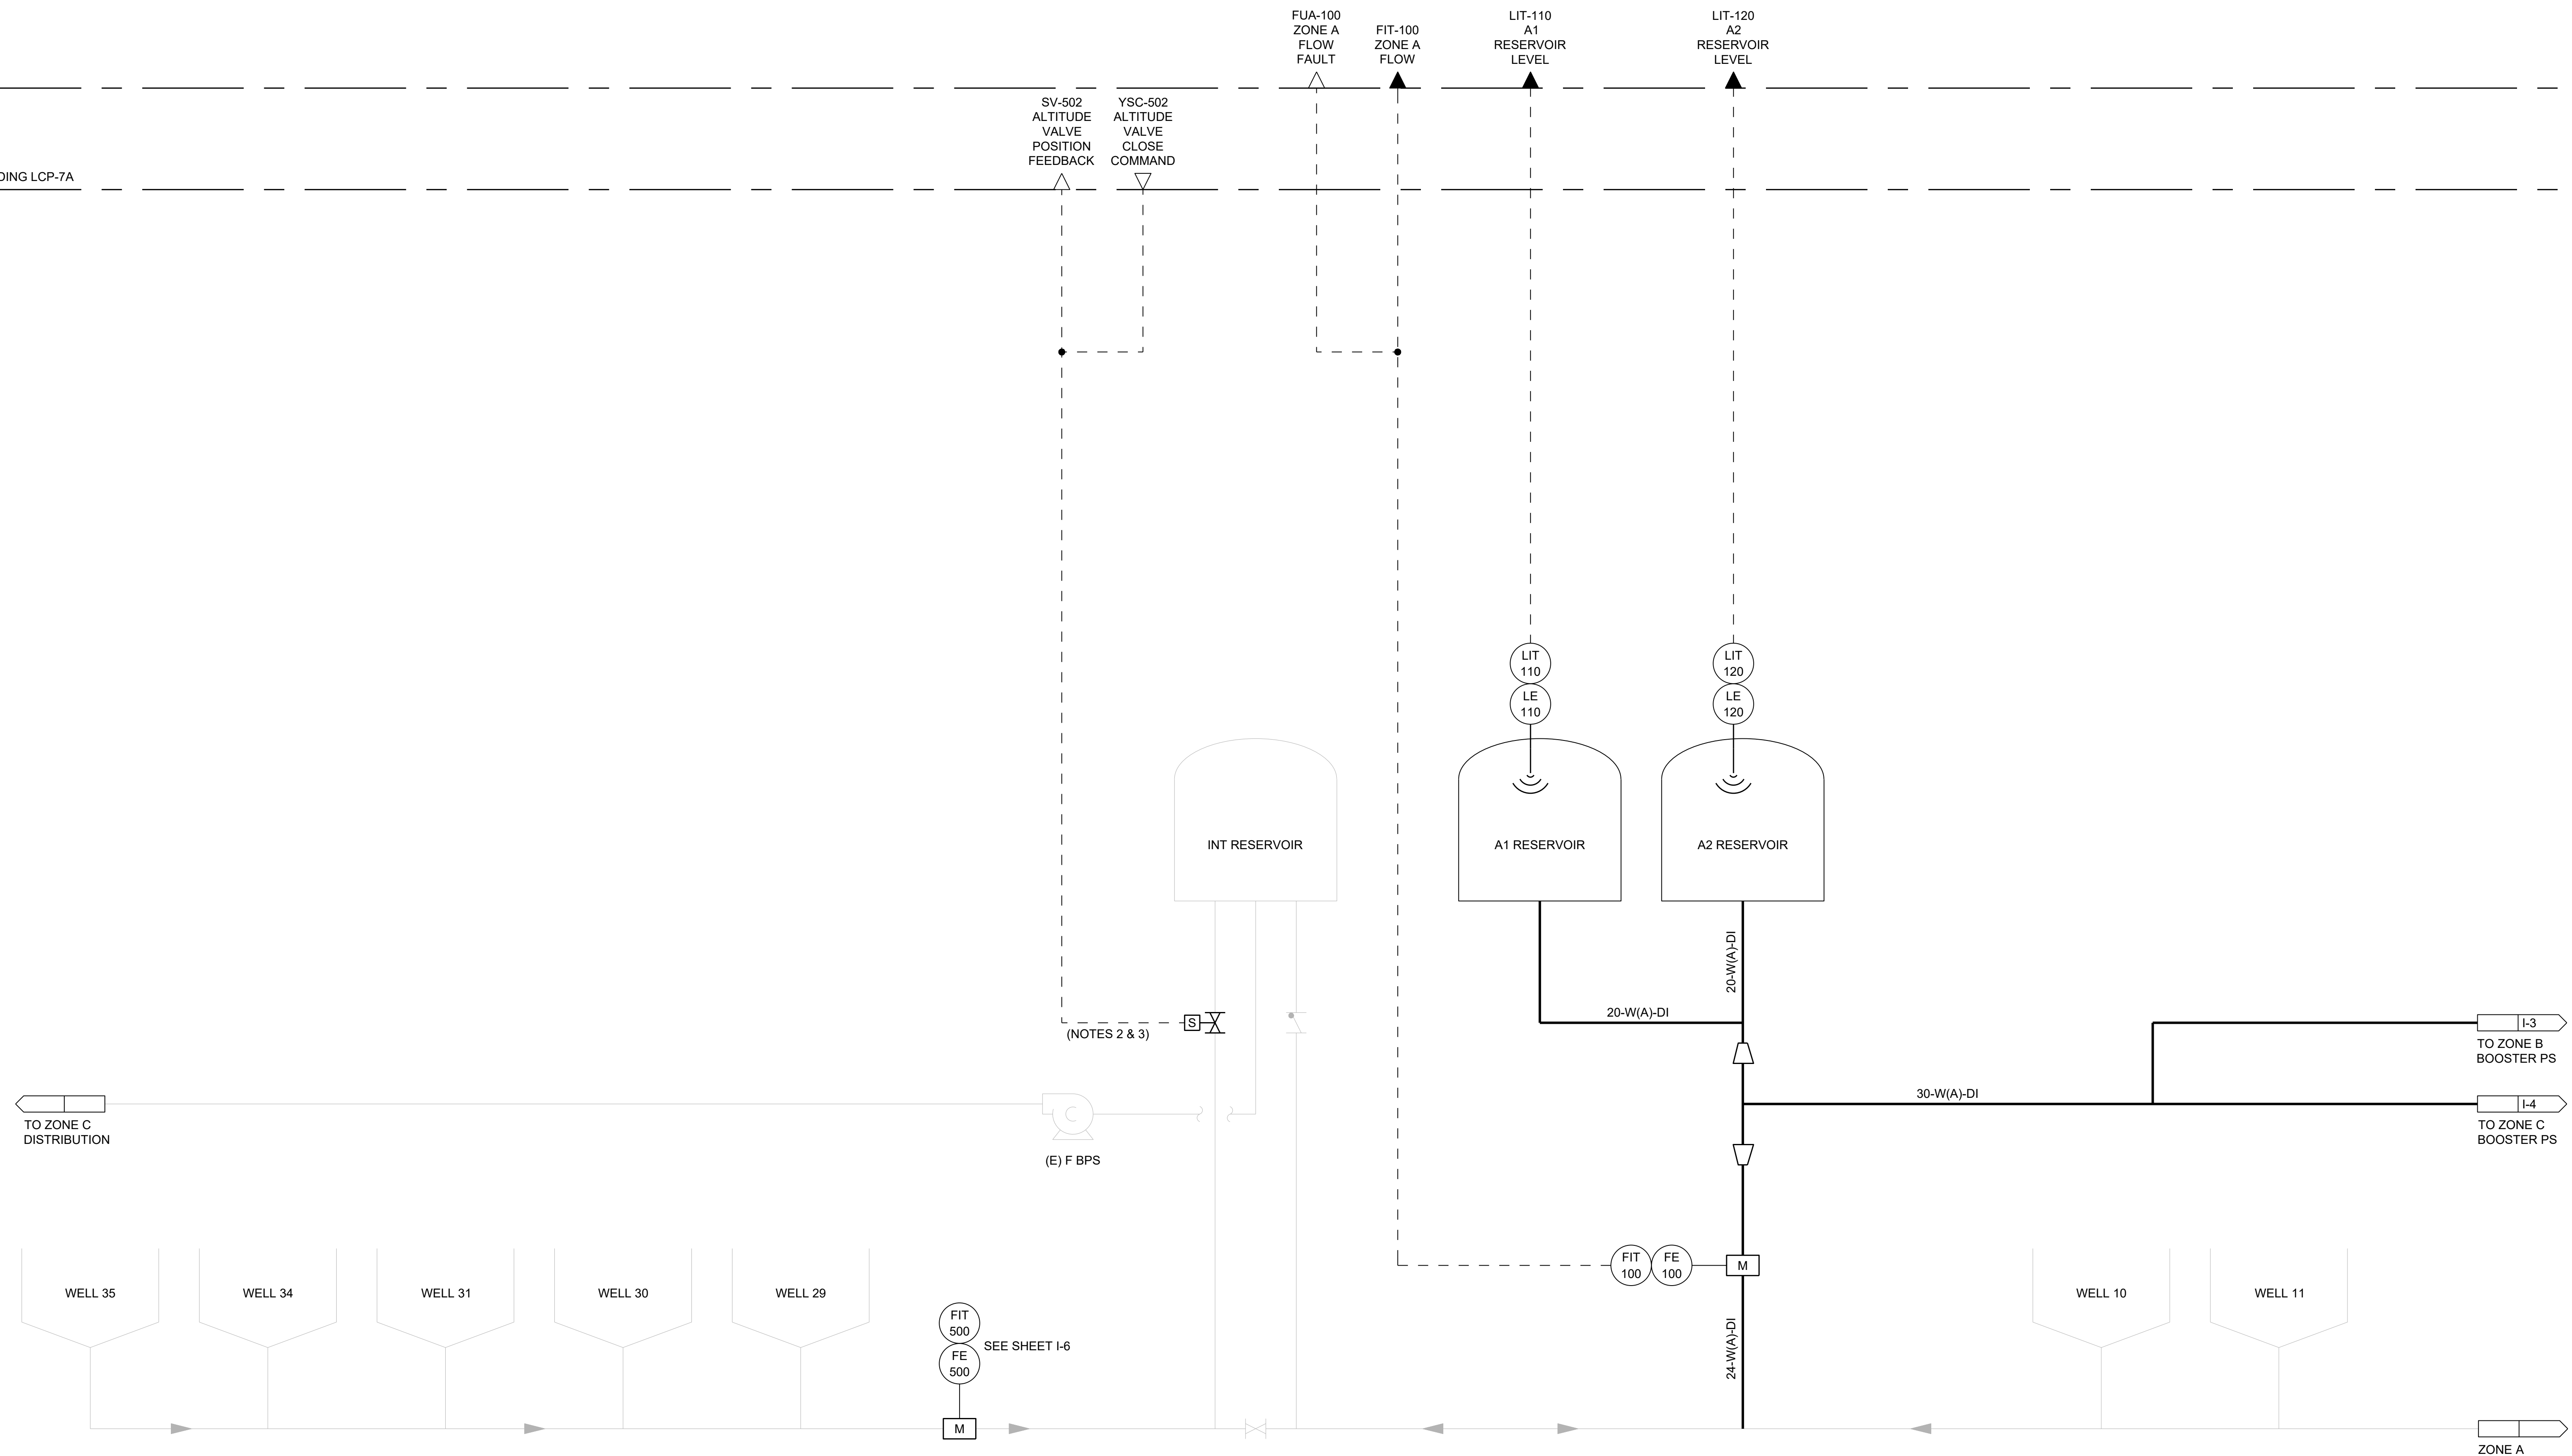 FUA-100
ZONE A
FLOW
FAULT
FIT-100
ZONE A
FLOW
LIT-110
A1
RESERVOIR
LEVEL
LIT-120
A2
RESERVOIR
LEVEL
SV-502
ALTITUDE
VALVE
POSITION
FEEDBACK
YSC-502
ALTITUDE
VALVE
CLOSE
COMMAND
DING LCP-7A
LIT
110
LE
110
LIT
120
LE
120
INT RESERVOIR
A1 RESERVOIR
A2 RESERVOIR
20-W(A)-DI
20-W(A)-DI
S
(NOTES 2 & 3)
I-3
TO ZONE B
BOOSTER PS
30-W(A)-DI
I-4
TO ZONE C
BOOSTER PS
TO ZONE C
DISTRIBUTION
C
(E) F BPS
FIT
100
FE
100
M
WELL 35
WELL 34
WELL 31
WELL 30
WELL 29
WELL 10
WELL 11
FIT
500
FE
500
SEE SHEET I-6
24-W(A)-DI
M
ZONE A